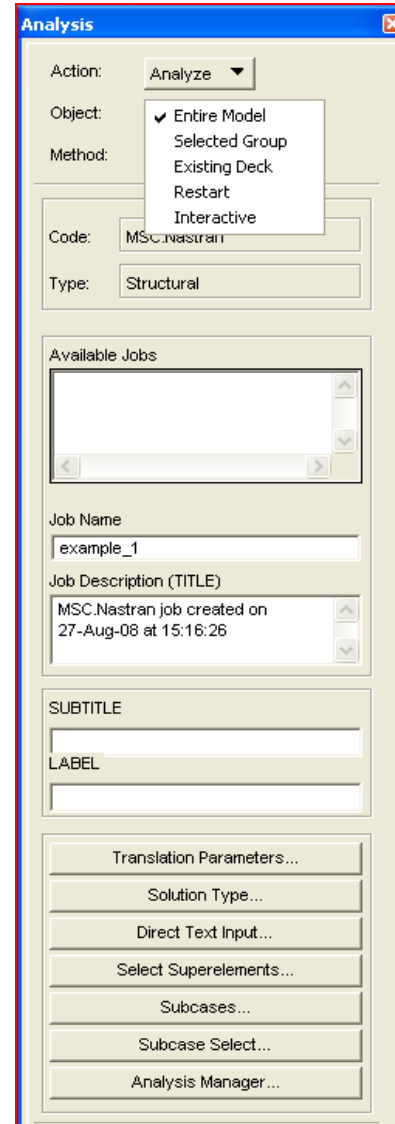 Analysis
Action: Analyze
Object: Entire Model
Selected Group
Method: Existing Deck
Restart
Interactive
Code: MSC.Nastran
Type: Structural
Available Jobs
Job Name
example_1
Job Description (TITLE)
MSC.Nastran job created on
27-Aug-08 at 15:16:26
SUBTITLE
LABEL
Translation Parameters...
Solution Type...
Direct Text Input...
Select Superelements...
Subcases...
Subcase Select...
Analysis Manager...